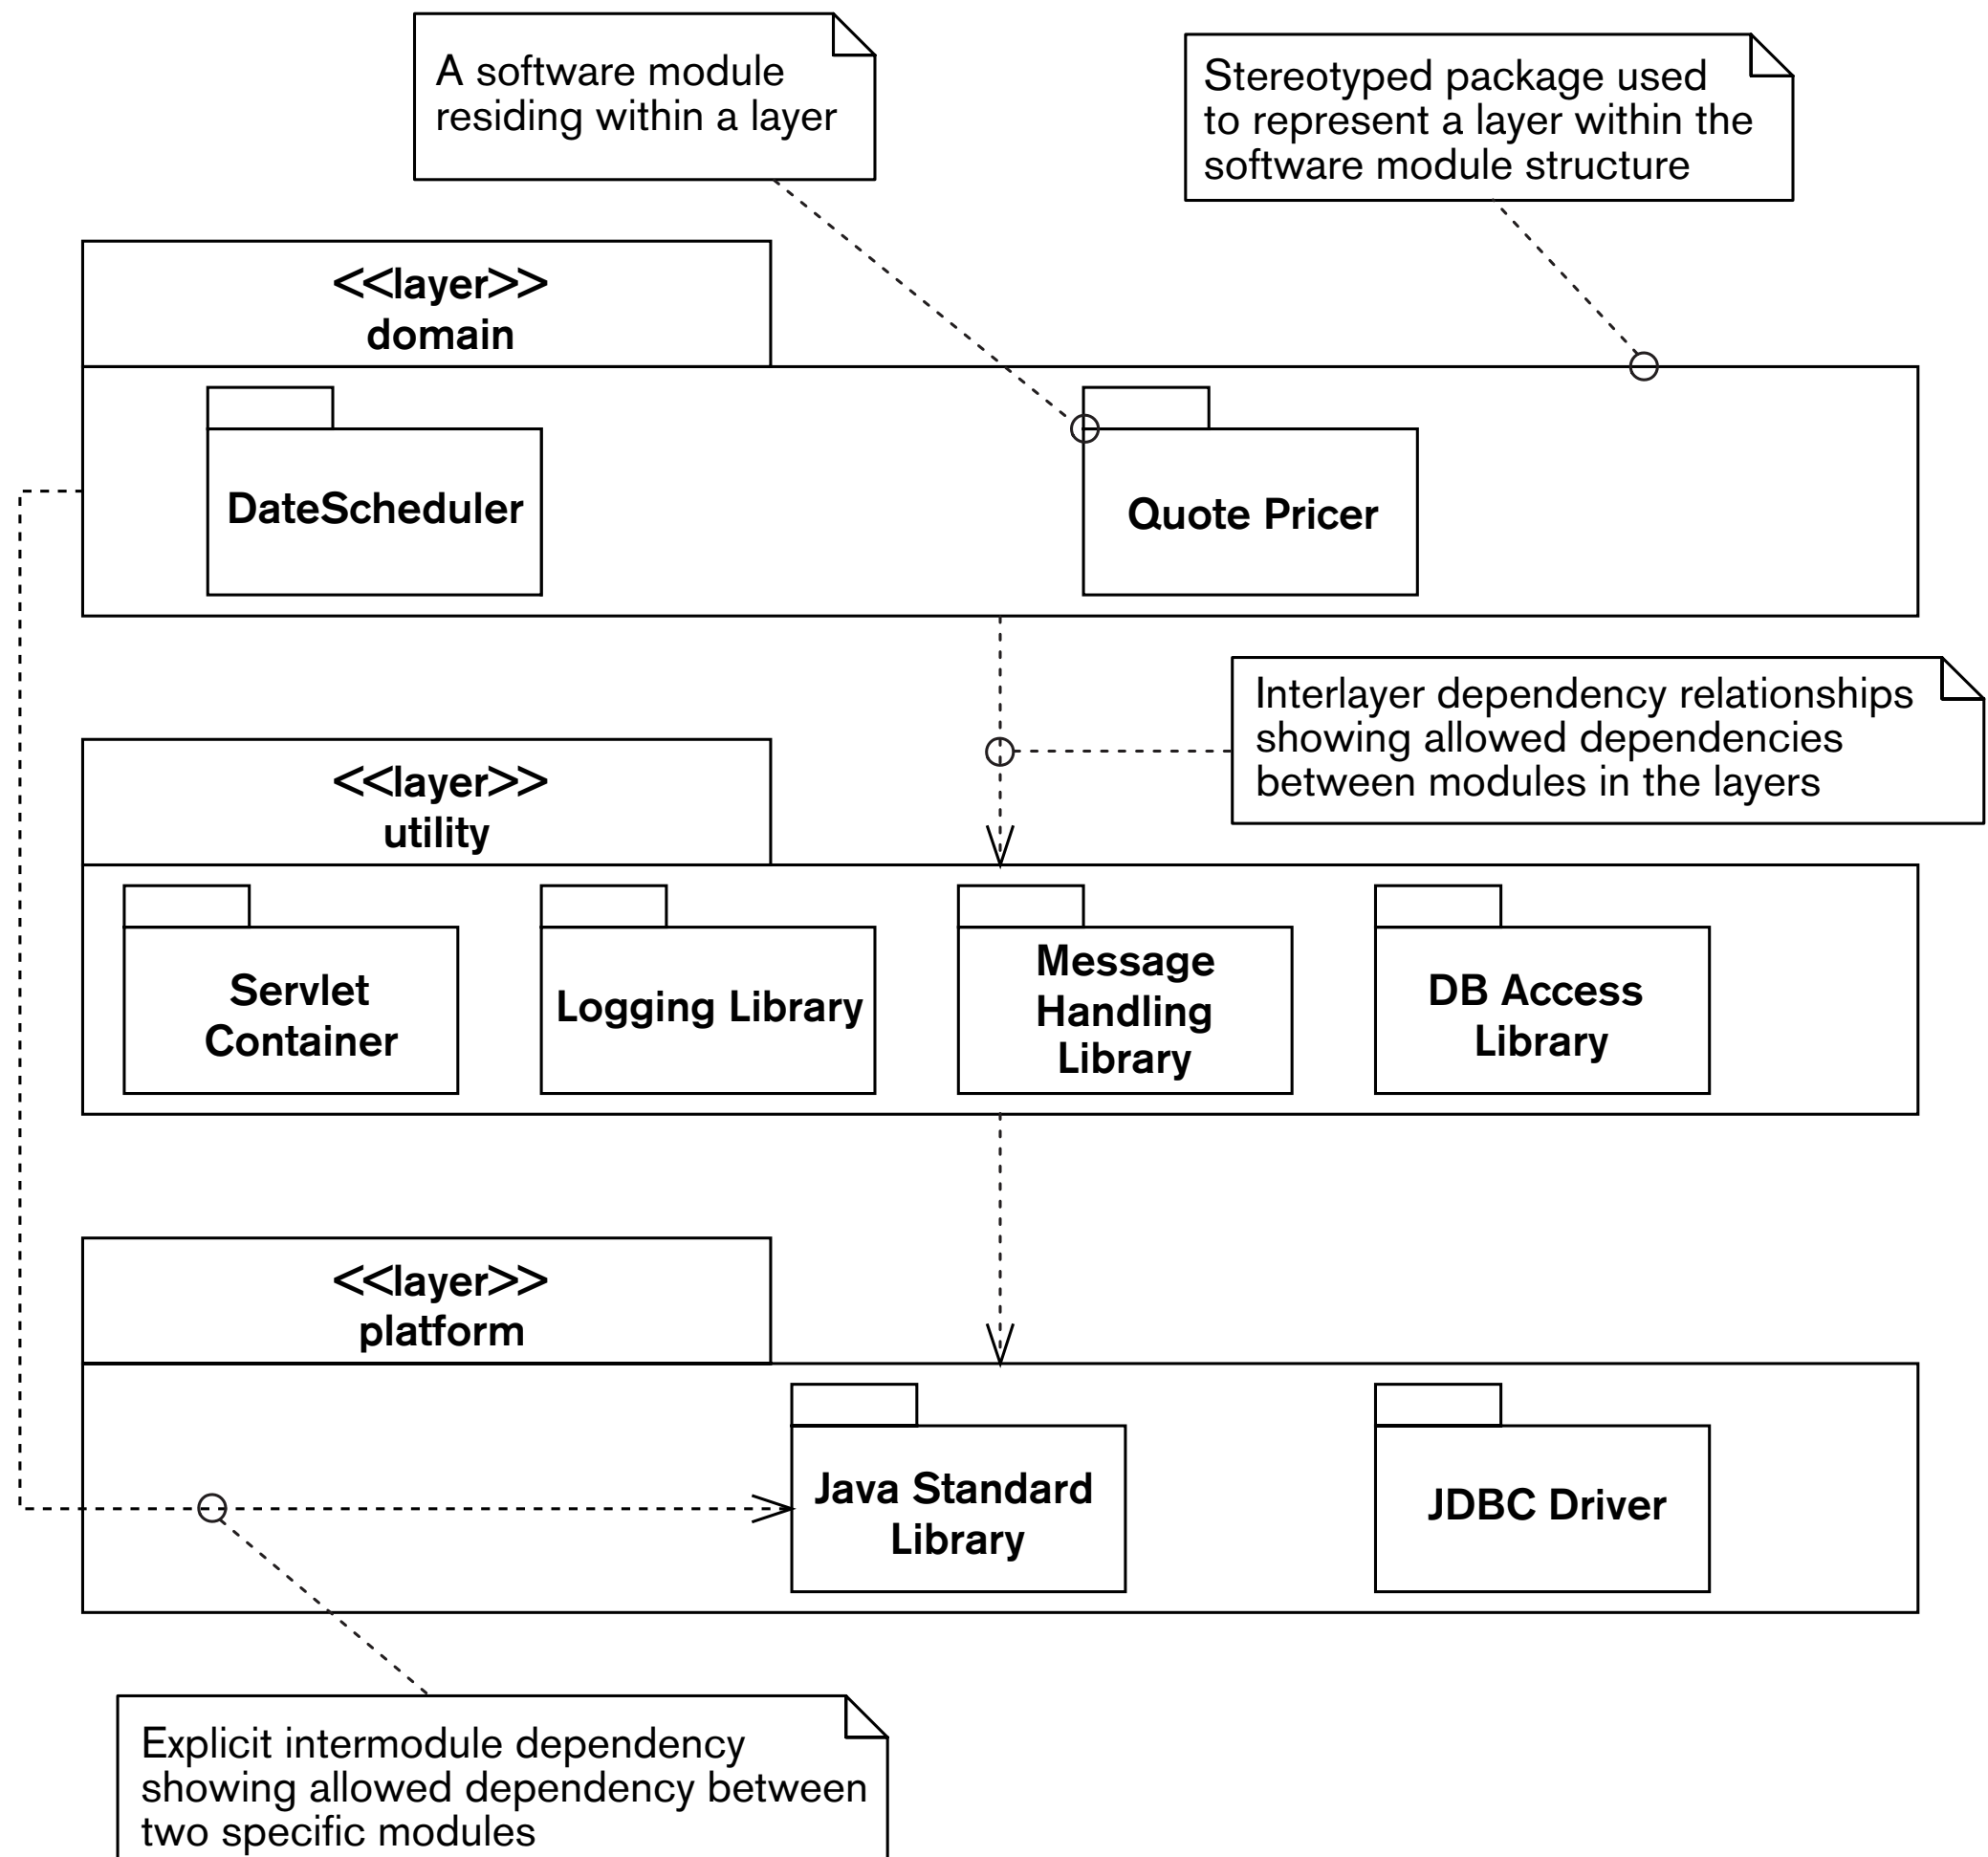 A software module
residing within a layer
Stereotyped package used
to represent a layer within the
software module structure
<<layer>>
domain
DateScheduler
Quote Pricer
Interlayer dependency relationships
showing allowed dependencies
between modules in the layers
<<layer>>
utility
Servlet
Container
Logging Library
Message
Handling
Library
DB Access
Library
<<layer>>
platform
Java Standard
Library
JDBC Driver
Explicit intermodule dependency
showing allowed dependency between
two specific modules